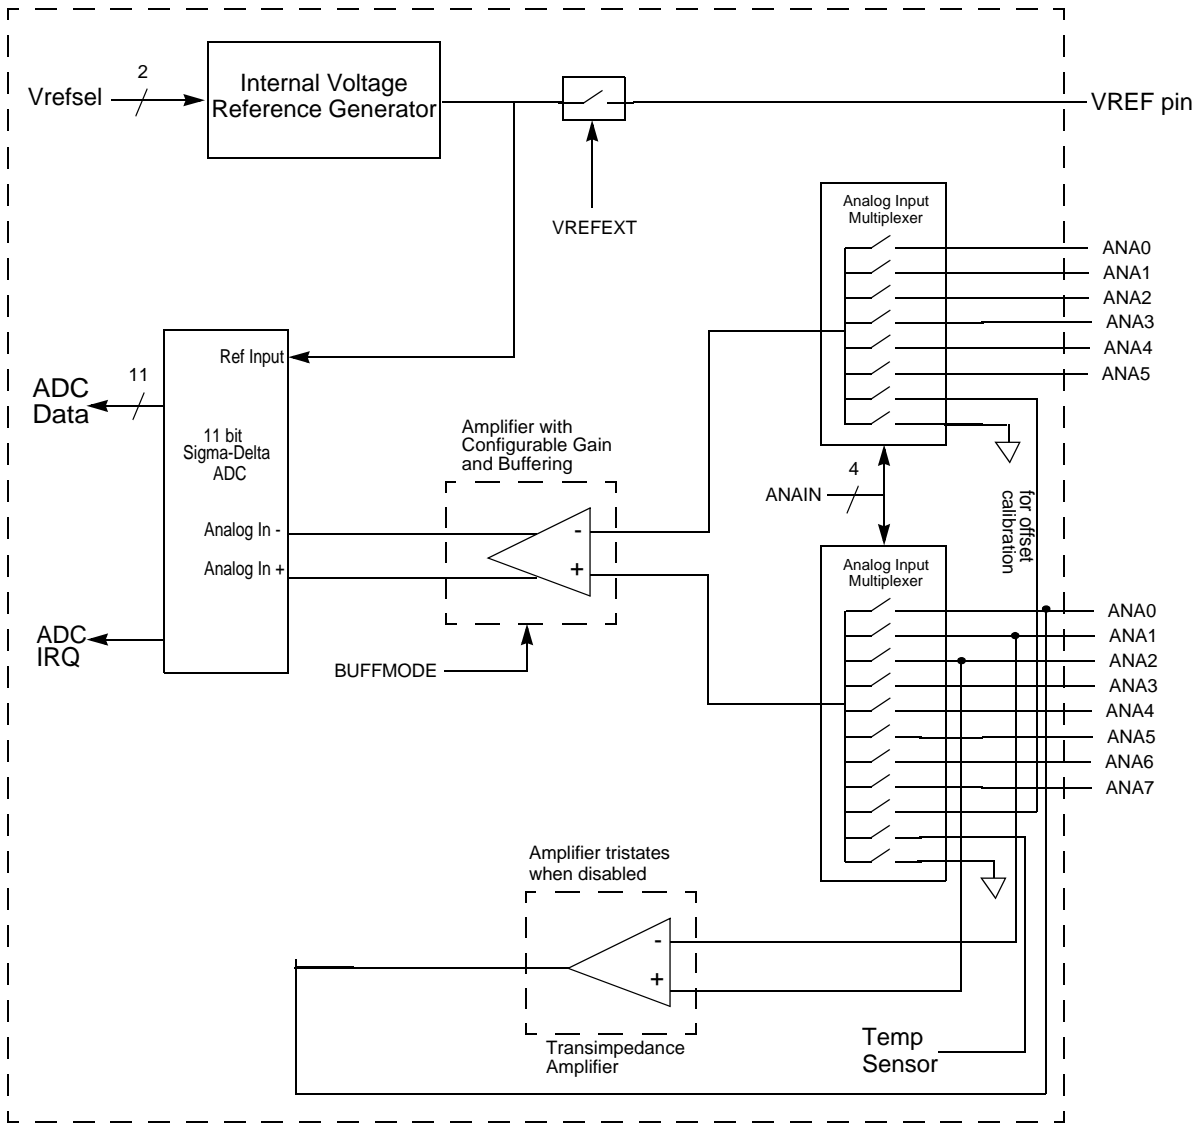 2
Vrefsel
Internal Voltage
Reference Generator
VREF pin
VREFEXT
Analog Input
Multiplexer
ANA0
ANA1
ANA2
ANA3
ANA4
ANA5
Ref Input
11
ADC
Data
11 bit
Sigma-Delta
ADC
Analog In -
Analog In +
ADC
IRQ
Amplifier with
Configurable Gain
and Buffering
-
+
BUFFMODE
4
ANAIN
for offset
calibration
Analog Input
Multiplexer
ANA0
ANA1
ANA2
ANA3
ANA4
ANA5
ANA6
ANA7
Amplifier tristates
when disabled
-
+
Transimpedance
Amplifier
Temp
Sensor